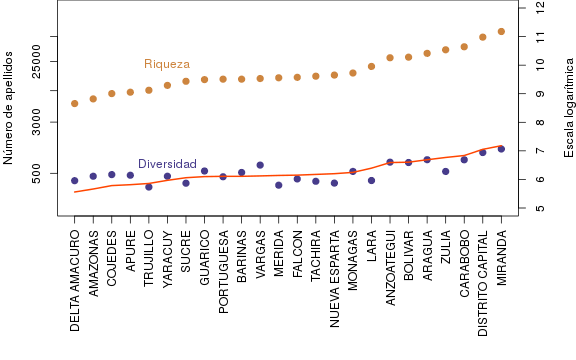 Número de apellidos
25000
3000
500
Riqueza
Diversidad
12
11
10
9
8
7
6
5
Escala logarítmica
DELTA AMACURO
AMAZONAS
COJEDES
APURE
TRUJILLO
YARACUY
SUCRE
GUARICO
PORTUGUESA
BARINAS
VARGAS
MERIDA
FALCON
TACHIRA
NUEVA ESPARTA
MONAGAS
LARA
ANZOATEGUI
BOLIVAR
ARAGUA
ZULIA
CARABOBO
DISTRITO CAPITAL
MIRANDA